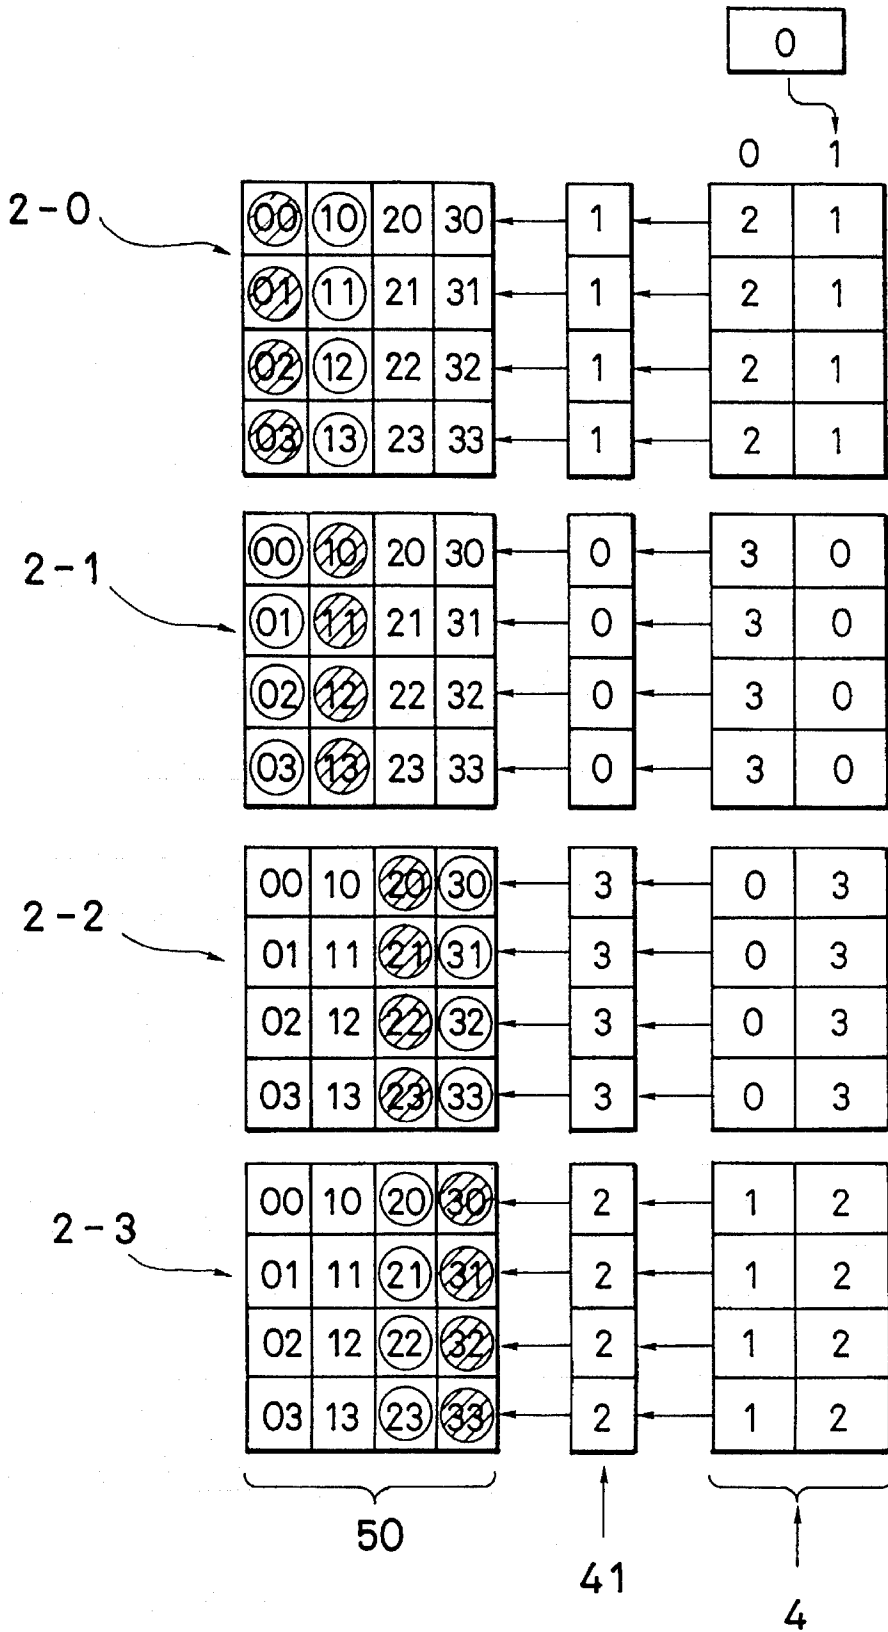 0
0 1
2-0
00 10 20 30 1 2 1
01 11 21 31 1 2 1
02 12 22 32 1 2 1
03 13 23 33 1 2 1
2-1
00 10 20 30 0 3 0
01 11 21 31 0 3 0
02 12 22 32 0 3 0
03 13 23 33 0 3 0
2-2
00 10 20 30 3 0 3
01 11 21 31 3 0 3
02 12 22 32 3 0 3
03 13 23 33 3 0 3
2-3
00 10 20 30 2 1 2
01 11 21 31 2 1 2
02 12 22 32 2 1 2
03 13 23 33 2 1 2
50
41
4